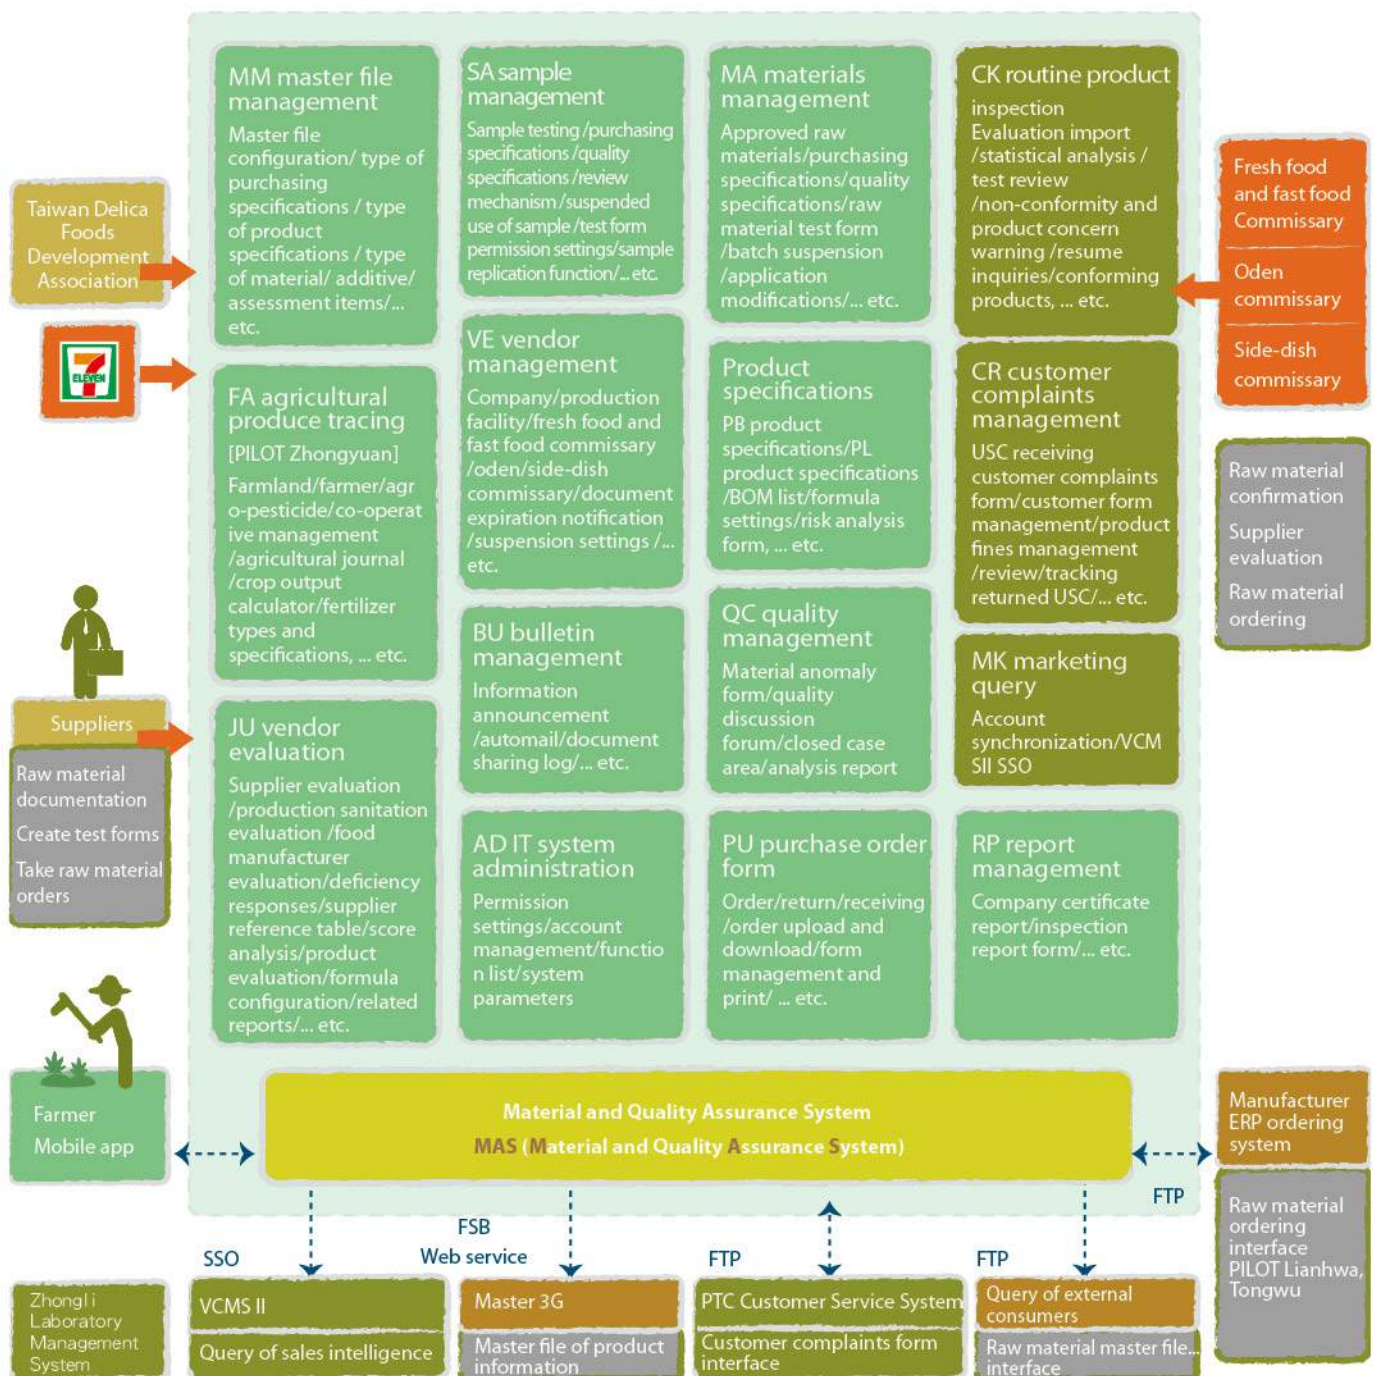 Taiwan Delica
Foods
Development
Association
7
ELEVEN
Suppliers
Raw material
documentation
Create test forms
Take raw material
orders
Farmer
Mobile app
MM master file
management
Master file
configuration/ type of
purchasing
specifications / type
of product
specifications / type
of material/ additive/
assessment items/...
etc.
FA agricultural
produce tracing
[PILOT Zhongyuan]
Farmland/farmer/agr
o-pesticide/co-operat
ive management
/agricultural journal
/crop output
calculator/fertilizer
types and
specifications, ... etc.
JU vendor
evaluation
Supplier evaluation
/production sanitation
evaluation /food
manufacturer
evaluation/deficiency
responses/supplier
reference table/score
analysis/product
evaluation/formula
configuration/related
reports/... etc.
SA sample
management
Sample testing /purchasing
specifications /quality
specifications /review
mechanism /suspended
use of sample /test form
permission settings/sample
replication function/... etc.
VE vendor
management
Company/production
facility/fresh food and
fast food commissary
/oden/side-dish
commissary/document
expiration notification
/suspension settings /...
etc.
BU bulletin
management
Information
announcement
/automail/document
sharing log/... etc.
AD IT system
administration
Permission
settings/account
management/functio
n list/system
parameters
MA materials
management
Approved raw
materials/purchasing
specifications/quality
specifications/raw
material test form
/batch suspension
/application
modifications/... etc.
Product
specifications
PB product
specifications/PL
product specifications
/BOM list/formula
settings/risk analysis
form, ... etc.
QC quality
management
Material anomaly
form/quality
discussion
forum/closed case
area/analysis report
PU purchase order
form
Order/return/receiving
/order upload and
download/form
management and
print/ ... etc.
CK routine product
inspection
Evaluation import
/statistical analysis /
test review
/non-conformity and
product concern
warning /resume
inquiries/conforming
products, ... etc.
CR customer
complaints
management
USC receiving
customer complaints
form/customer form
management/product
fines management
/review/tracking
returned USC/... etc.
MK marketing
query
Account
synchronization/VCM
SII SSO
RP report
management
Company certificate
report/inspection
report form/... etc.
Fresh food
and fast food
Commissary
Oden
commissary
Side-dish
commissary
Raw material
confirmation
Supplier
evaluation
Raw material
ordering
Material and Quality Assurance System
MAS (Material and Quality Assurance System)
Manufacturer
ERP ordering
system
Raw material
ordering
interface
PILOT Lianhwa,
Tongwu
FTP
SSO
FSB
Web service
FTP
FTP
Zhongli
Laboratory
Management
System
VCMS II
Query of sales intelligence
Master 3G
Master file of product
information
PTC Customer Service System
Customer complaints form
interface
Query of external
consumers
Raw material master file...
interface